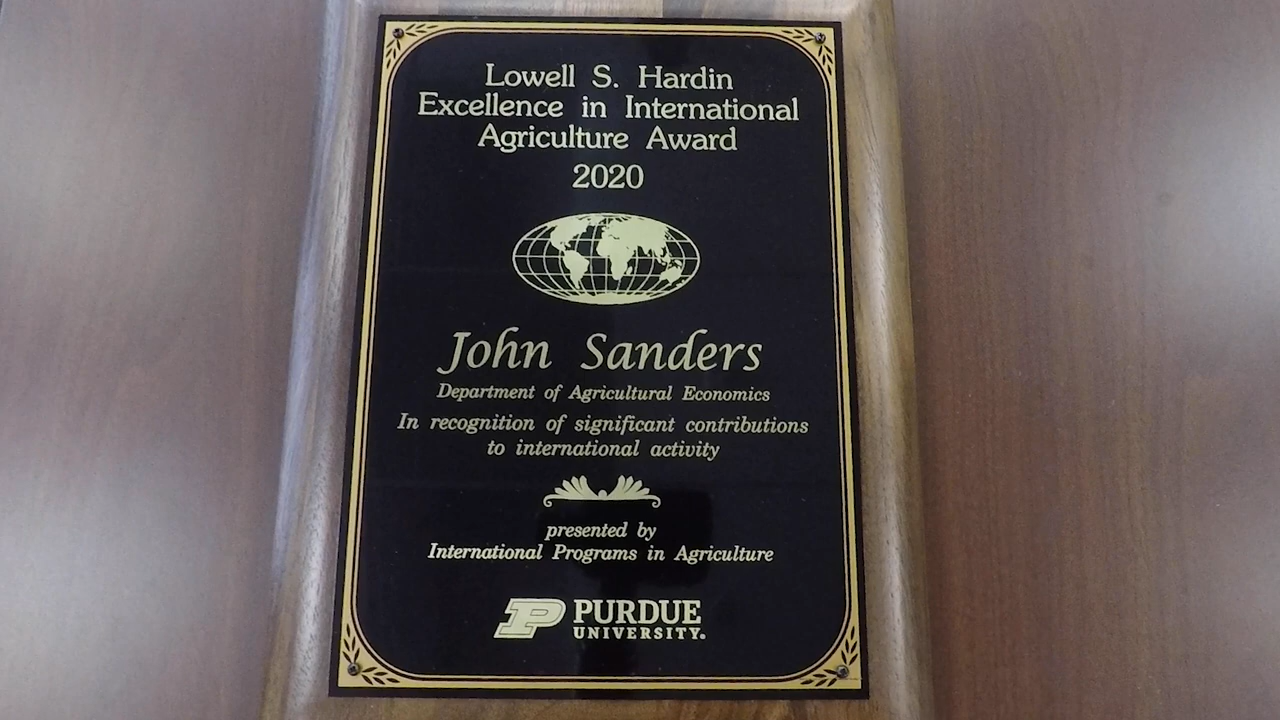 Lowell S. Hardin
Excellence in International
Agriculture Award
2020
John Sanders
Department of Agricultural Economics
In recognition of significant contributions
to international activity
presented by
International Programs in Agriculture
P PURDUE
UNIVERSITY.